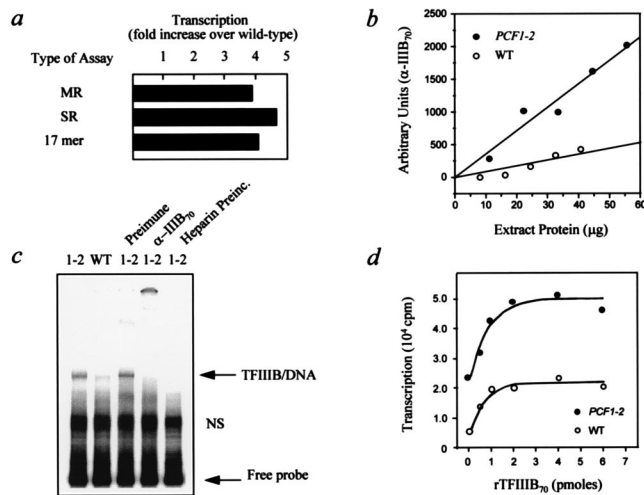 a
Transcription
(fold increase over wild-type)
Type of Assay 1 2 3 4 5
MR
SR
17 mer
b
Arbitrary Units (α-IIIB70)
2500
2000
1500
1000
500
0
PCF1-2
WT
0 10 20 30 40 50 60
Extract Protein (μg)
c
Preimune
α-IIIB70
Heparin Preinc.
1-2 WT 1-2 1-2 1-2
TFIIIB/DNA
NS
Free probe
d
Transcription (10⁴ cpm)
5.0
4.0
3.0
2.0
1.0
0
PCF1-2
WT
0 1 2 3 4 5 6 7
rTFIIIB70 (pmoles)